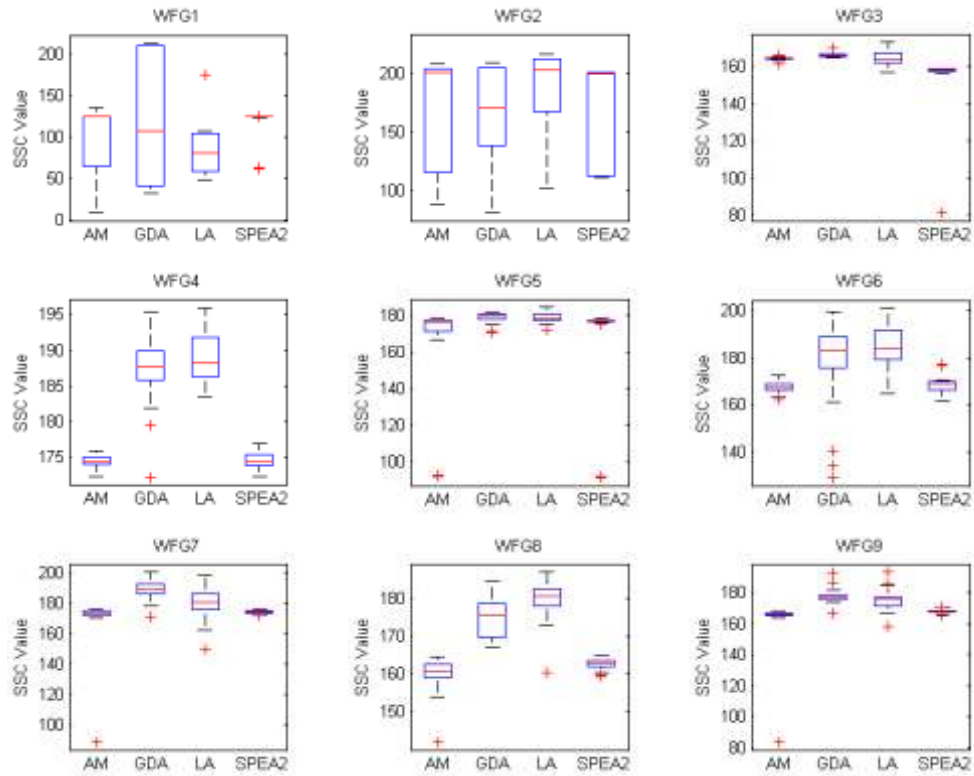 WFG1
WFG2
WFG3
SSC Value
200
150
100
50
0
AM GDA LA SPEA2
SSC Value
200
150
100
AM GDA LA SPEA2
SSC Value
160
140
120
100
80
AM GDA LA SPEA2
WFG4
WFG5
WFG6
SSC Value
195
190
185
180
175
AM GDA LA SPEA2
SSC Value
180
160
140
120
100
AM GDA LA SPEA2
SSC Value
200
180
160
140
AM GDA LA SPEA2
WFG7
WFG8
WFG9
SSC Value
200
180
160
140
120
100
AM GDA LA SPEA2
SSC Value
180
170
160
150
AM GDA LA SPEA2
SSC Value
180
160
140
120
100
80
AM GDA LA SPEA2